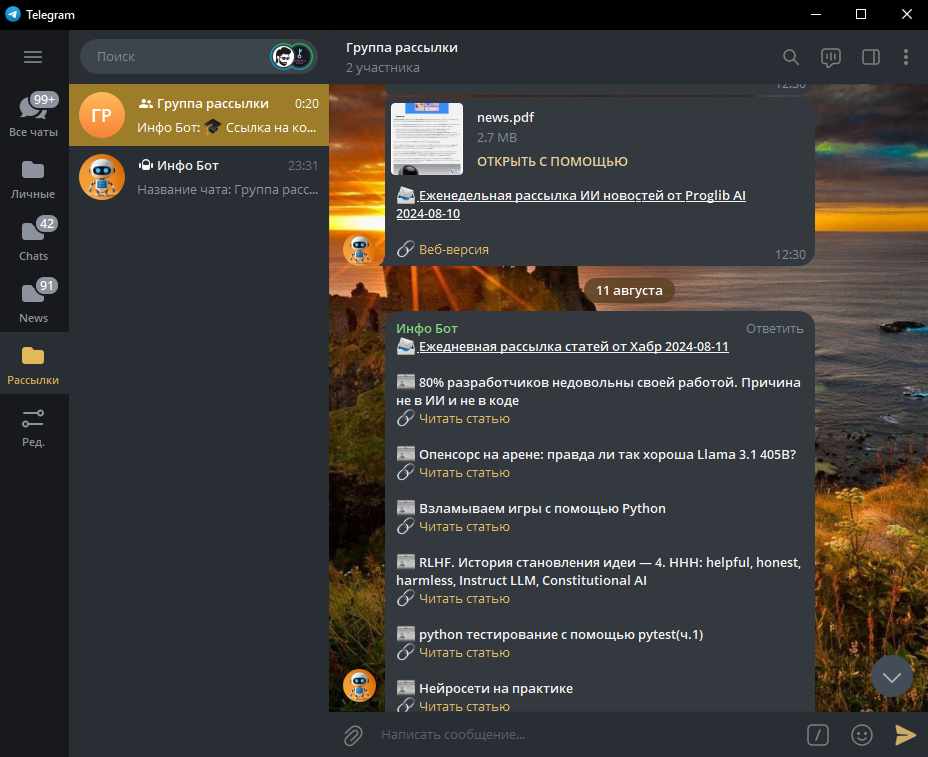 Telegram
Поиск
99+
Все чаты
Личные
42
Chats
91
News
Рассылки
Ред.
ГР
Группа рассылки 0:20
Инфо Бот: 🎓 Ссылка на ко...
Инфо Бот 23:31
Название чата: Группа расс...
Группа рассылки
2 участника
12:30
news.pdf
2.7 MB
ОТКРЫТЬ С ПОМОЩЬЮ
Еженедельная рассылка ИИ новостей от Proglib AI
2024-08-10
Веб-версия
12:30
11 августа
Инфо Бот Ответить
Ежедневная рассылка статей от Хабр 2024-08-11
80% разработчиков недовольны своей работой. Причина
не в ИИ и не в коде
Читать статью
Опенсорс на арене: правда ли так хороша Llama 3.1 405B?
Читать статью
Взламываем игры с помощью Python
Читать статью
RLHF. История становления идеи — 4. HHH: helpful, honest,
harmless, Instruct LLM, Constitutional AI
Читать статью
python тестирование с помощью pytest(ч.1)
Читать статью
Нейросети на практике
Читать статью
Написать сообщение...